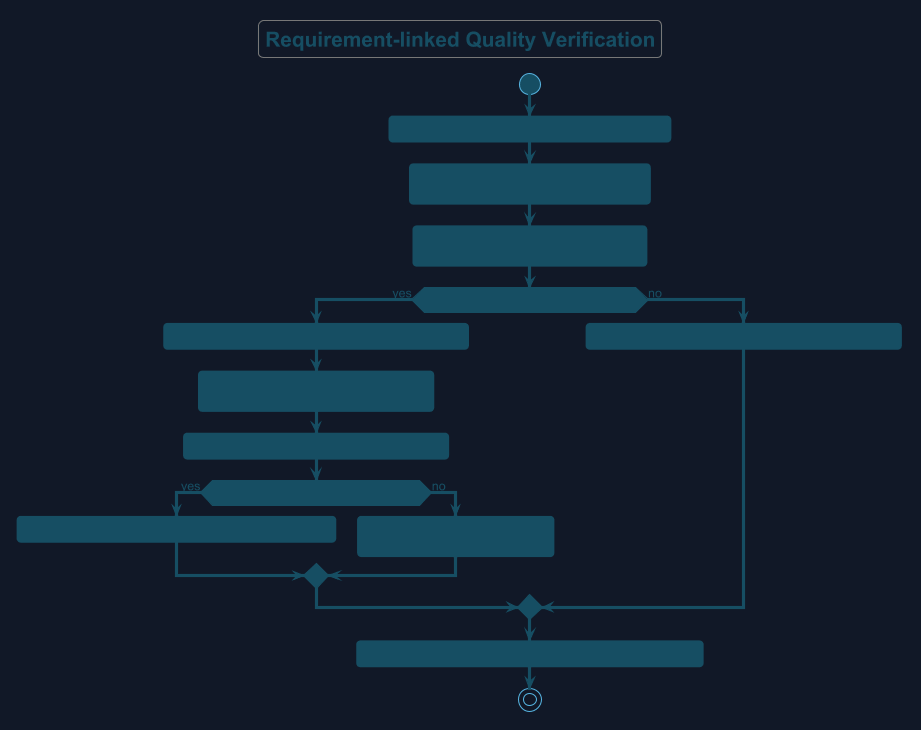 Requirement-linked Quality Verification
yes
no
yes
no